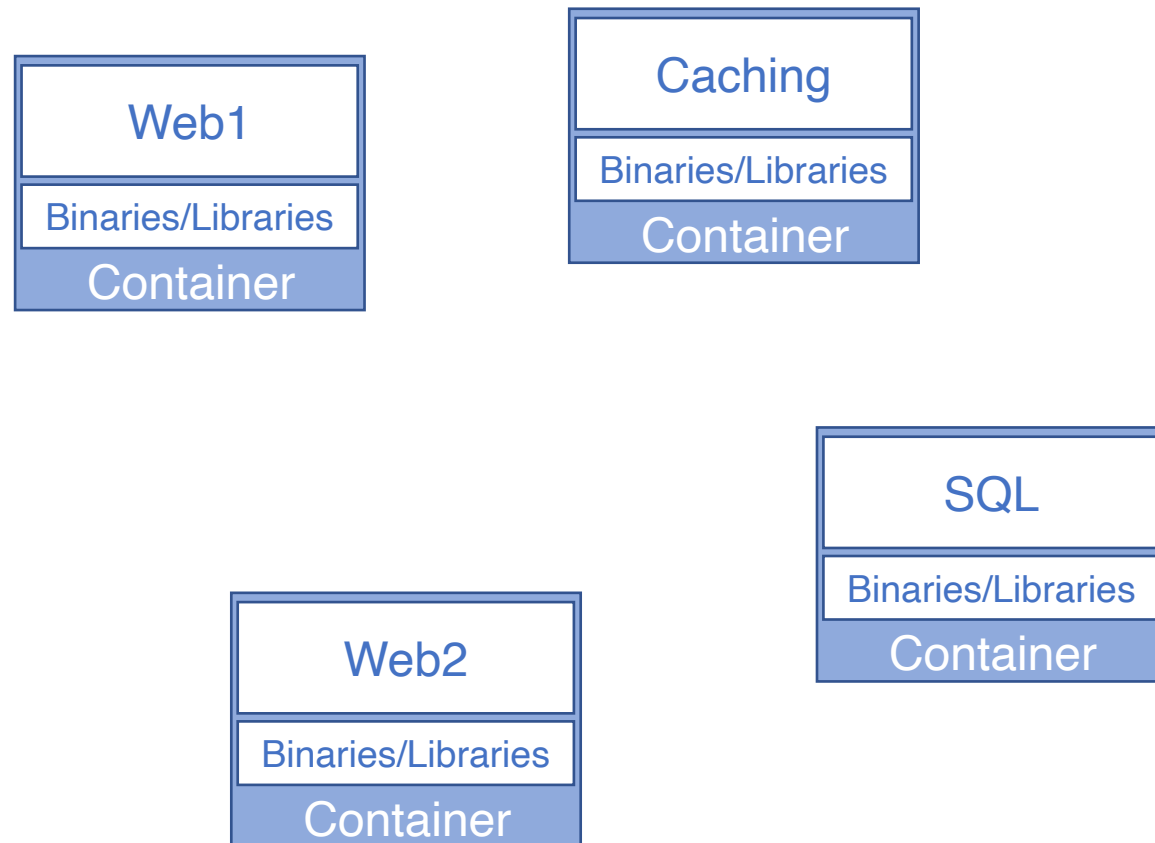 Web1
Binaries/Libraries
Container
Caching
Binaries/Libraries
Container
SQL
Binaries/Libraries
Container
Web2
Binaries/Libraries
Container